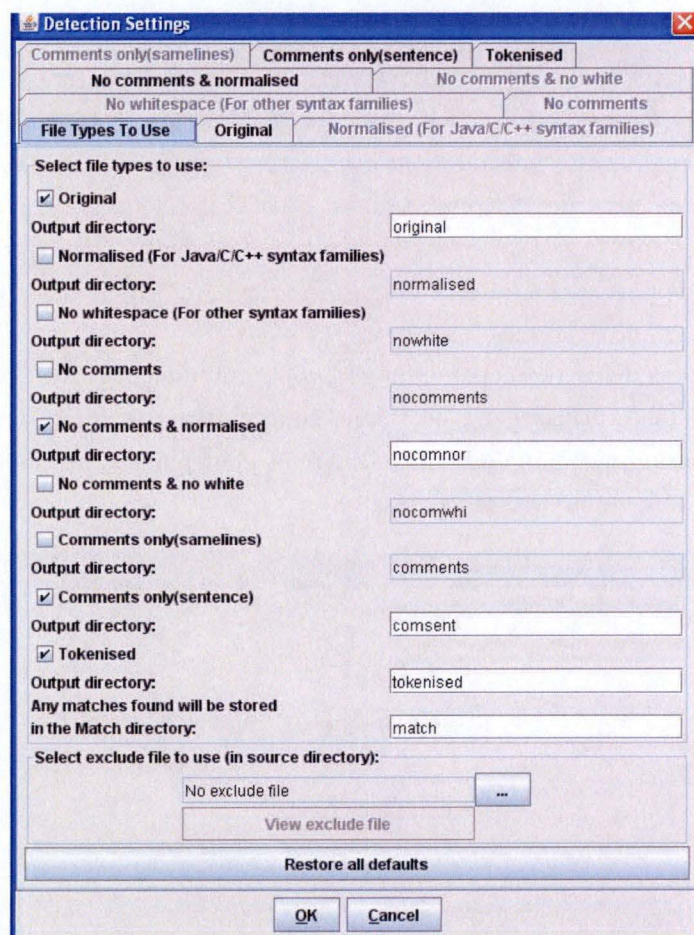 Detection Settings
Comments only(samelines) Comments only(sentence) Tokenised
No comments & normalised No comments & no white
No whitespace (For other syntax families) No comments
File Types To Use Original Normalised (For Java/C/C++ syntax families)
Select file types to use:
Original
Output directory: original
Normalised (For Java/C/C++ syntax families)
Output directory: normalised
No whitespace (For other syntax families)
Output directory: nowhite
No comments
Output directory: nocomments
No comments & normalised
Output directory: nocomnor
No comments & no white
Output directory: nocomwhi
Comments only(samelines)
Output directory: comments
Comments only(sentence)
Output directory: comsent
Tokenised
Output directory: tokenised
Any matches found will be stored
in the Match directory: match
Select exclude file to use (in source directory):
No exclude file ...
View exclude file
Restore all defaults
OK Cancel